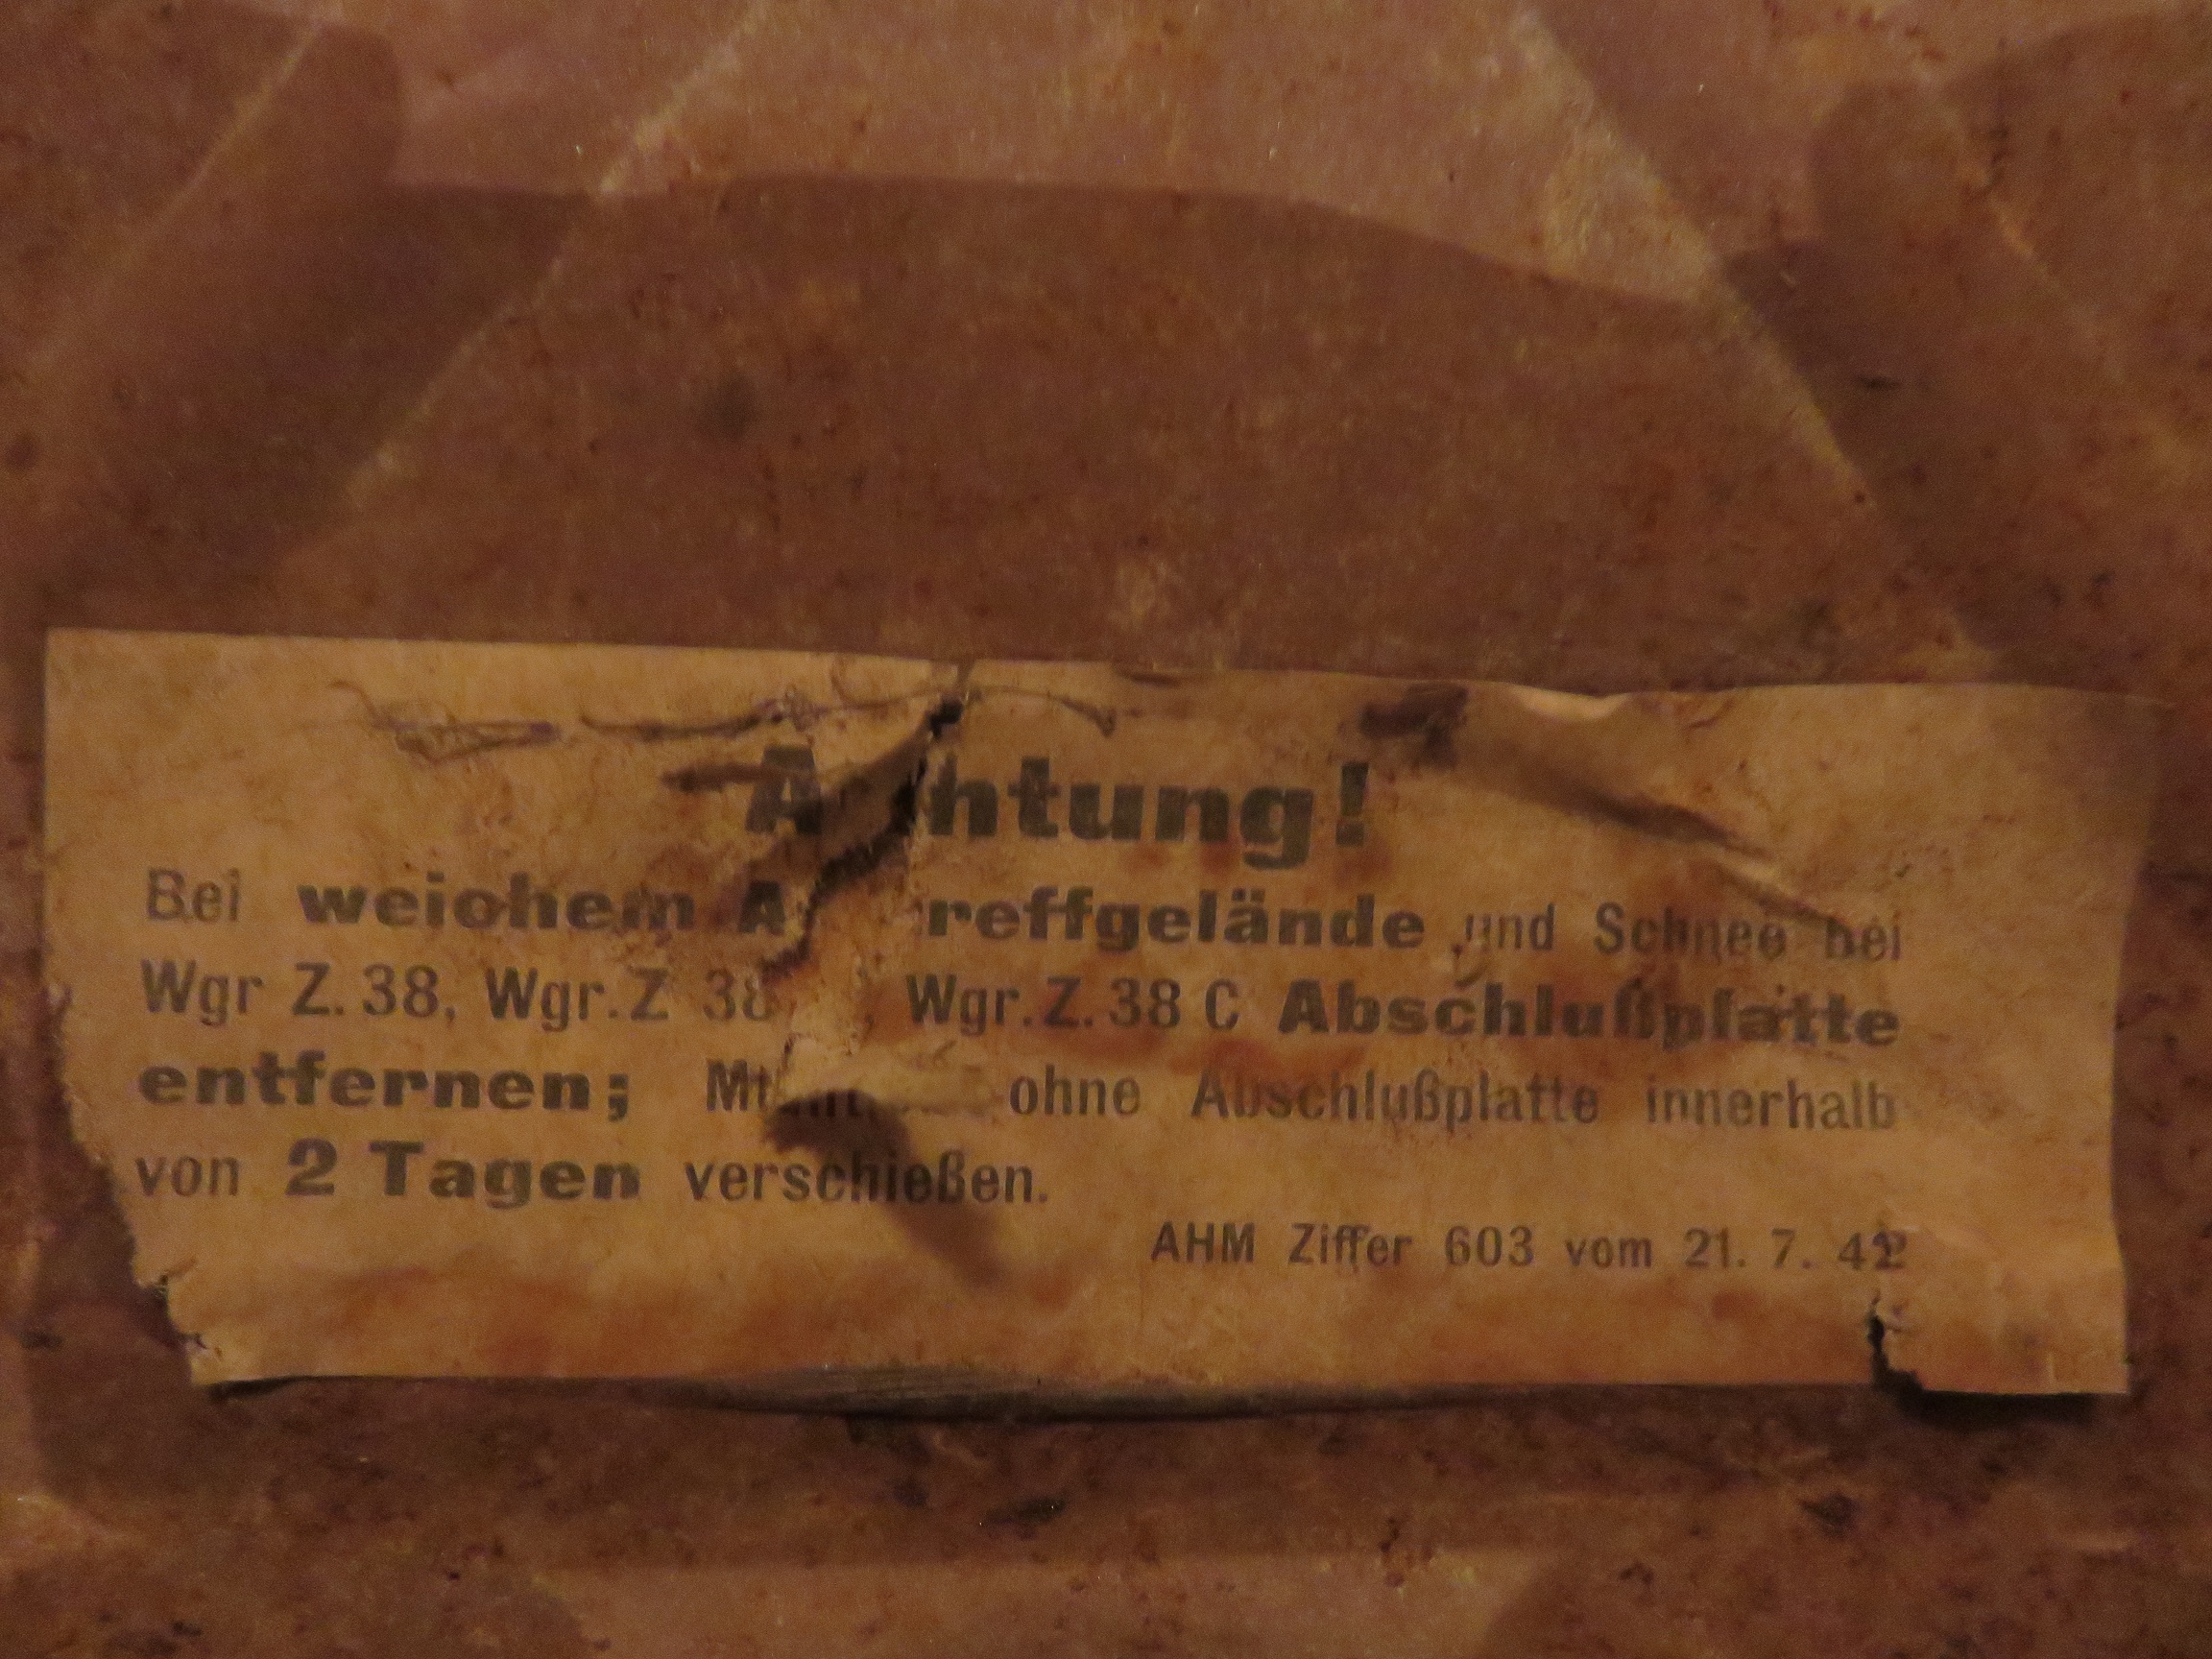 Achtung!
Bei weichem Auftreffgelände und Schnee bei
Wgr Z. 38, Wgr. Z 38 , Wgr. Z. 38 C Abschlußplatte
entfernen; ohne Abschlußplatte innerhalb
von 2 Tagen verschießen.
AHM Ziffer 603 vom 21. 7. 42